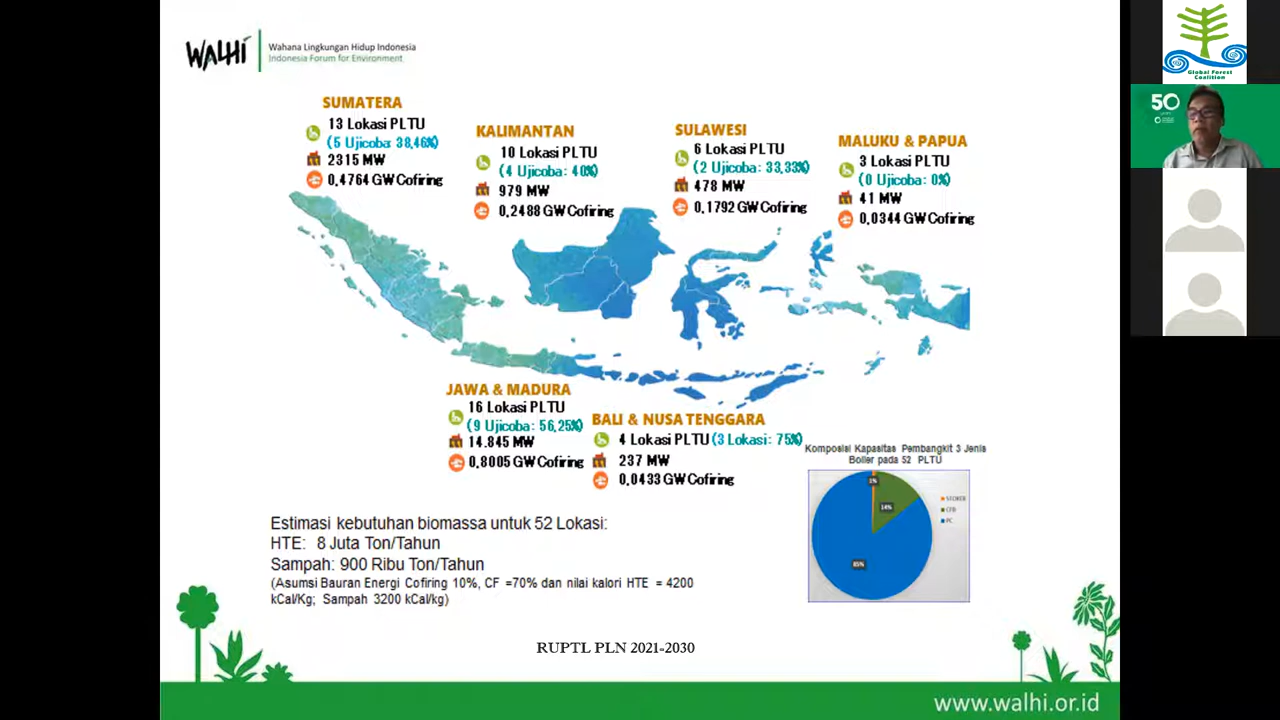 WALHI
Wahana Lingkungan Hidup Indonesia
Indonesia Forum for Environment
Global Forest
Coalition
50
SUMATERA
13 Lokasi PLTU
(5 Ujicoba: 38,46%)
2315 MW
0,4764 GW Cofiring
KALIMANTAN
10 Lokasi PLTU
(4 Ujicoba: 40%)
979 MW
0,2488 GW Cofiring
SULAWESI
6 Lokasi PLTU
(2 Ujicoba: 33,33%)
478 MW
0,1792 GW Cofiring
MALUKU & PAPUA
3 Lokasi PLTU
(0 Ujicoba: 0%)
41 MW
0,0344 GW Cofiring
JAWA & MADURA
16 Lokasi PLTU
(9 Ujicoba: 56,25%)
14.845 MW
0,8005 GW Cofiring
BALI & NUSA TENGGARA
4 Lokasi PLTU (3 Lokasi: 75%)
237 MW
0,0433 GW Cofiring
Komposisi Kapasitas Pembangkit 3 Jenis
Boiler pada 52 PLTU
1%
14%
85%
STOKER
CFB
PC
Estimasi kebutuhan biomassa untuk 52 Lokasi:
HTE: 8 Juta Ton/Tahun
Sampah: 900 Ribu Ton/Tahun
(Asumsi Bauran Energi Cofiring 10%, CF =70% dan nilai kalori HTE = 4200
kCal/Kg; Sampah 3200 kCal/kg)
RUPTL PLN 2021-2030
www.walhi.or.id